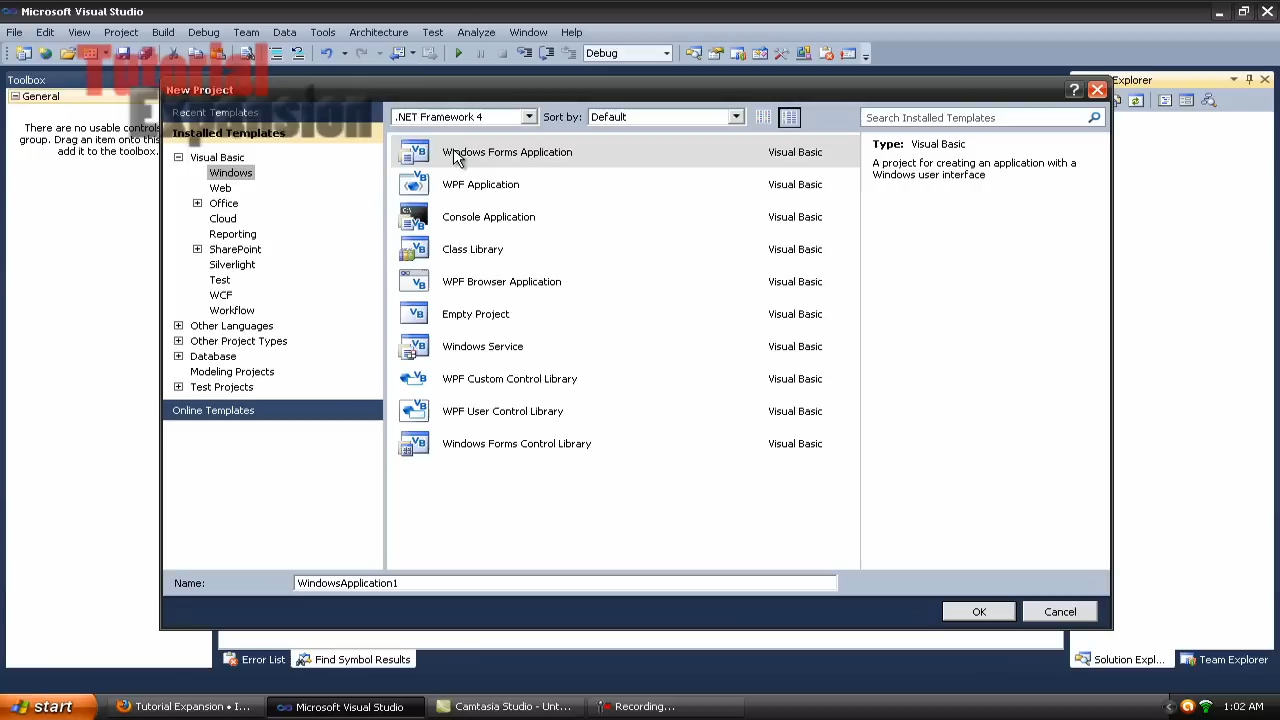 Microsoft Visual Studio
File Edit View Project Build Debug Team Data Tools Architecture Test Analyze Window Help
Debug
Toolbox
General
There are no usable controls
group. Drag an item onto this
add it to the toolbox.
Explorer
Tutorial
Expansion
New Project
Recent Templates
Installed Templates
Visual Basic
Windows
Web
Office
Cloud
Reporting
SharePoint
Silverlight
Test
WCF
Workflow
Other Languages
Other Project Types
Database
Modeling Projects
Test Projects
Online Templates
.NET Framework 4 Sort by: Default
Search Installed Templates
Windows Forms Application Visual Basic
WPF Application Visual Basic
Console Application Visual Basic
Class Library Visual Basic
WPF Browser Application Visual Basic
Empty Project Visual Basic
Windows Service Visual Basic
WPF Custom Control Library Visual Basic
WPF User Control Library Visual Basic
Windows Forms Control Library Visual Basic
Type: Visual Basic
A project for creating an application with a
Windows user interface
Name: WindowsApplication1
OK Cancel
Error List Find Symbol Results
Solution Expl... Team Explorer
start Tutorial Expansion • I... Microsoft Visual Studio Camtasia Studio - Unt... Recording... 1:02 AM